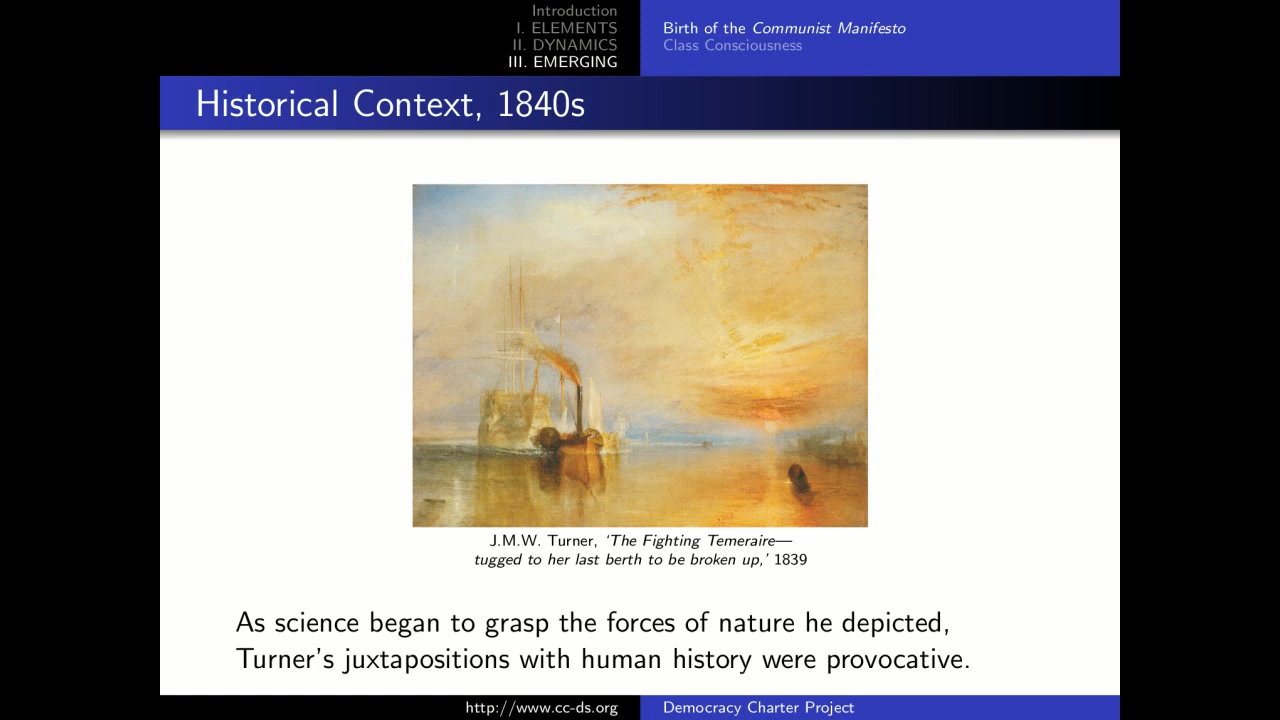 Introduction
I. ELEMENTS
II. DYNAMICS
III. EMERGING
Birth of the Communist Manifesto
Class Consciousness
Historical Context, 1840s
J.M.W. Turner, ‘The Fighting Temeraire—
tugged to her last berth to be broken up,’ 1839
As science began to grasp the forces of nature he depicted,
Turner’s juxtapositions with human history were provocative.
http://www.cc-ds.org
Democracy Charter Project